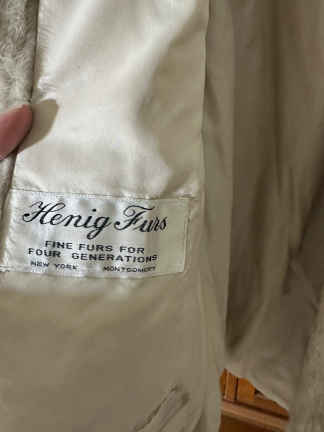 Henig Furs
FINE FURS FOR
FOUR GENERATIONS
NEW YORK MONTGOMERY